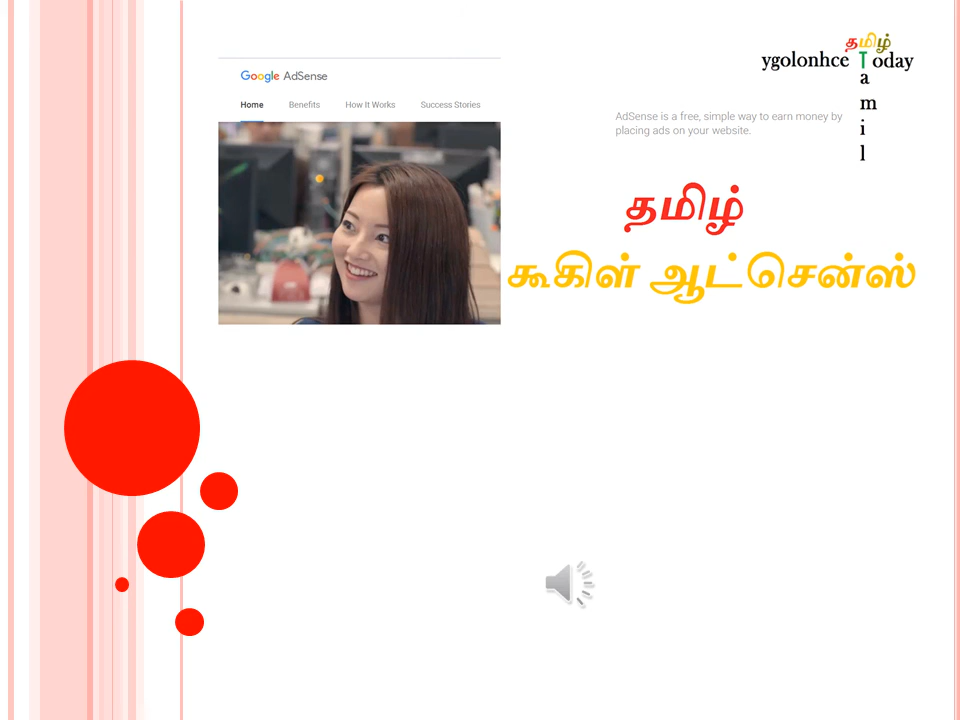 Google AdSense
Home Benefits How It Works Success Stories
தமிழ்
ygolonhce Today
a
m
i
l
AdSense is a free, simple way to earn money by
placing ads on your website.
தமிழ்
கூகிள் ஆட்சென்ஸ்